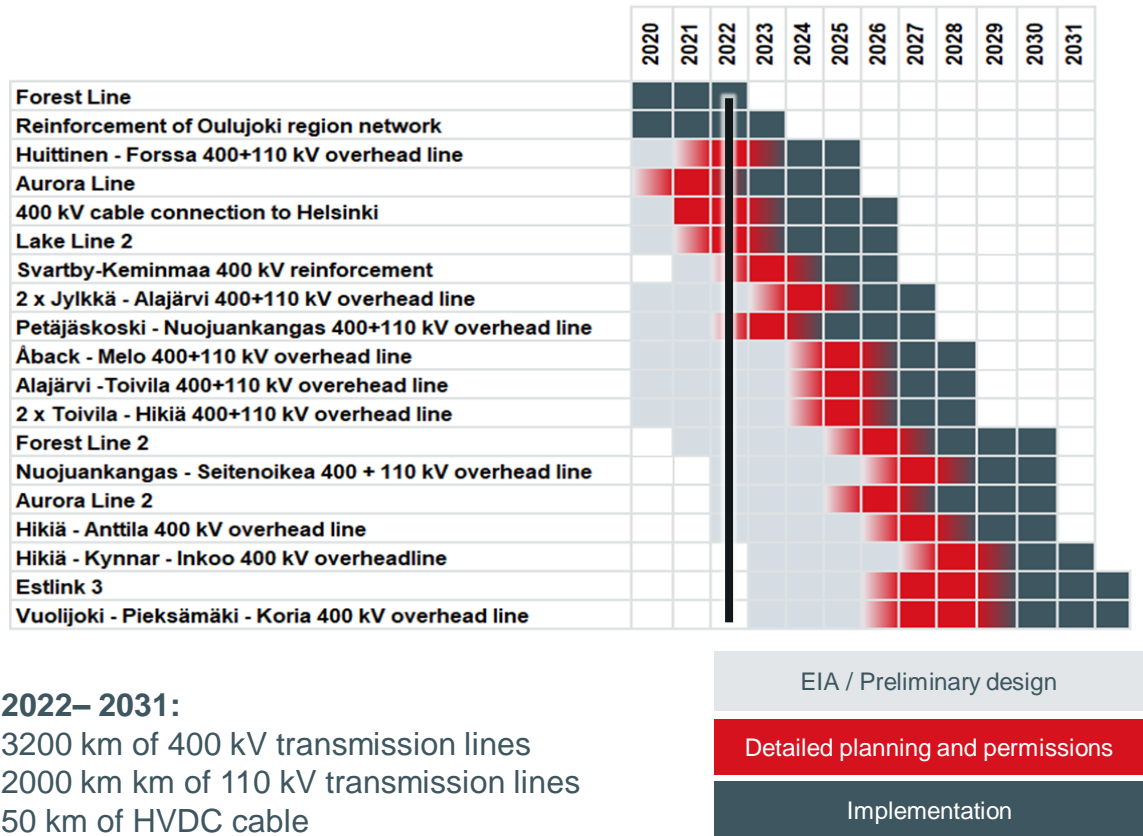 2020 2021 2022 2023 2024 2025 2026 2027 2028 2029 2030 2031
Forest Line
Reinforcement of Oulujoki region network
Huittinen - Forssa 400+110 kV overhead line
Aurora Line
400 kV cable connection to Helsinki
Lake Line 2
Svartby-Keminmaa 400 kV reinforcement
2 x Jylkkä - Alajärvi 400+110 kV overhead line
Petäjäskoski - Nuojuankangas 400+110 kV overhead line
Åback - Melo 400+110 kV overhead line
Alajärvi -Toivila 400+110 kV overehead line
2 x Toivila - Hikiä 400+110 kV overhead line
Forest Line 2
Nuojuankangas - Seitenoikea 400 + 110 kV overhead line
Aurora Line 2
Hikiä - Anttila 400 kV overhead line
Hikiä - Kynnar - Inkoo 400 kV overheadline
Estlink 3
Vuolijoki - Pieksämäki - Koria 400 kV overhead line
2022– 2031:
3200 km of 400 kV transmission lines
2000 km km of 110 kV transmission lines
50 km of HVDC cable
EIA / Preliminary design
Detailed planning and permissions
Implementation